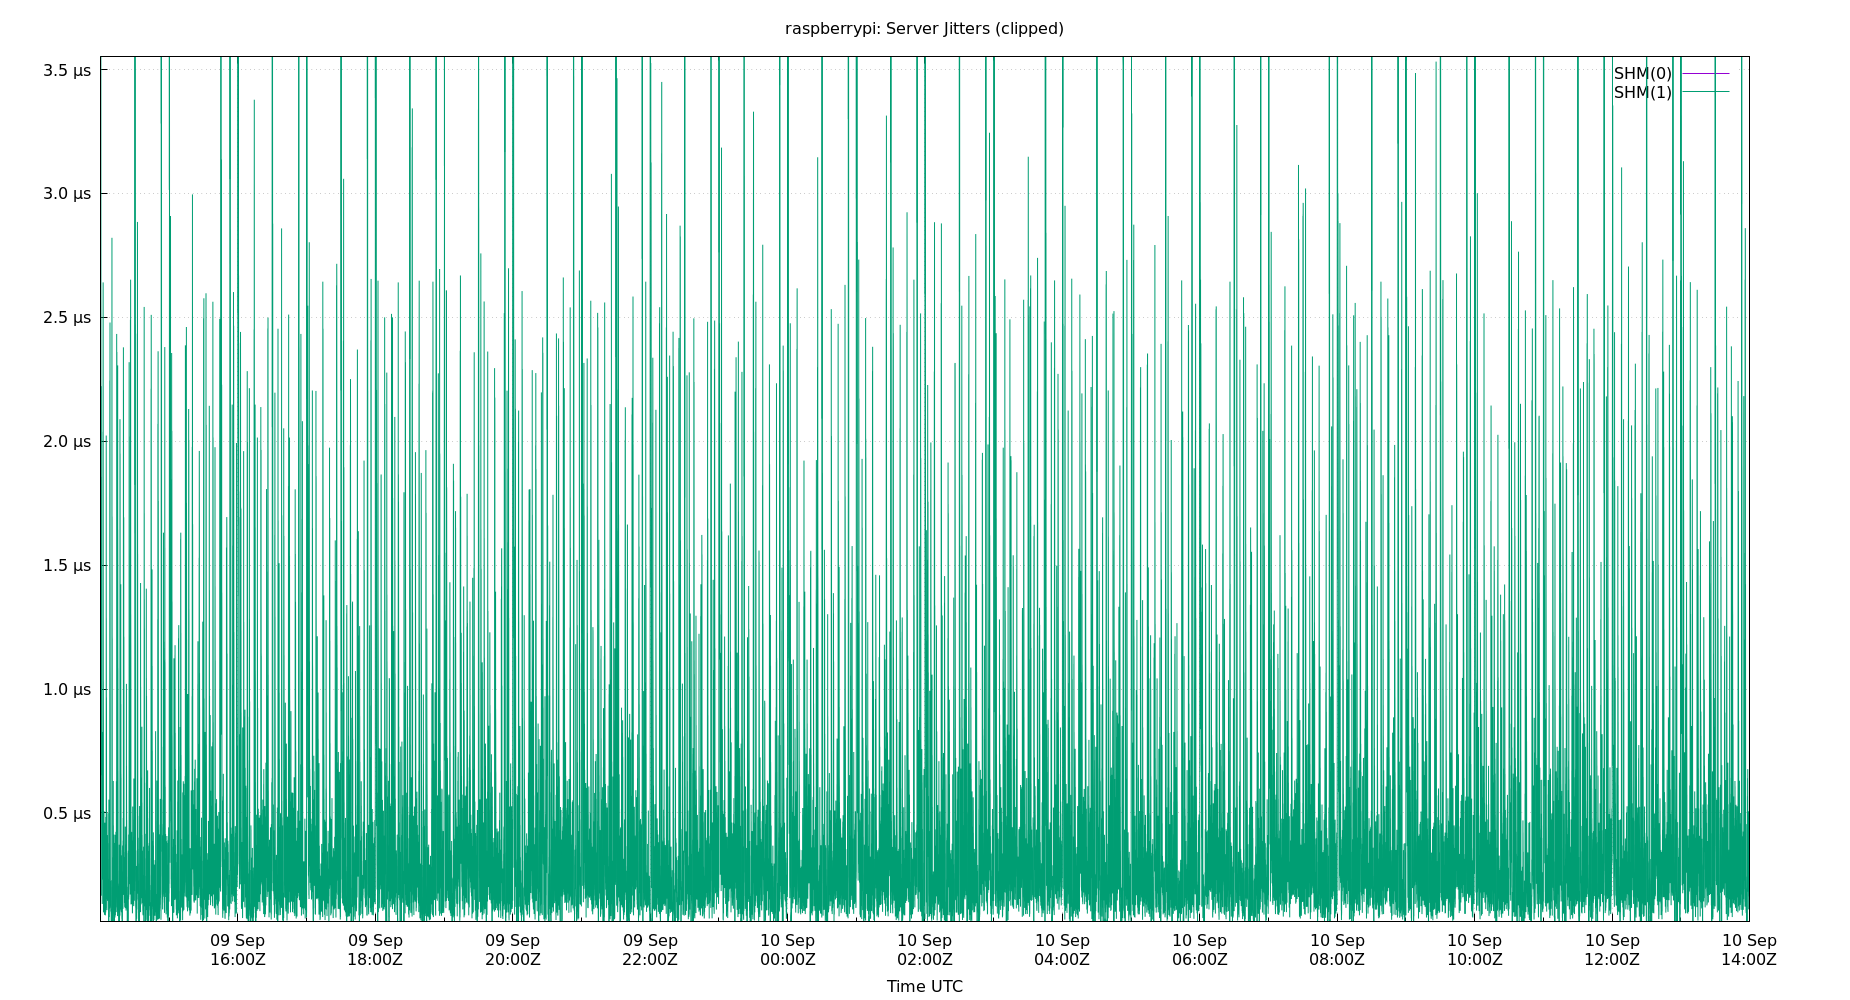 raspberrypi: Server Jitters (clipped)
3.5 µs
3.0 µs
2.5 µs
2.0 µs
1.5 µs
1.0 µs
0.5 µs
SHM(0)
SHM(1)
09 Sep 09 Sep 09 Sep 09 Sep 10 Sep 10 Sep 10 Sep 10 Sep 10 Sep 10 Sep 10 Sep 10 Sep
16:00Z 18:00Z 20:00Z 22:00Z 00:00Z 02:00Z 04:00Z 06:00Z 08:00Z 10:00Z 12:00Z 14:00Z
Time UTC